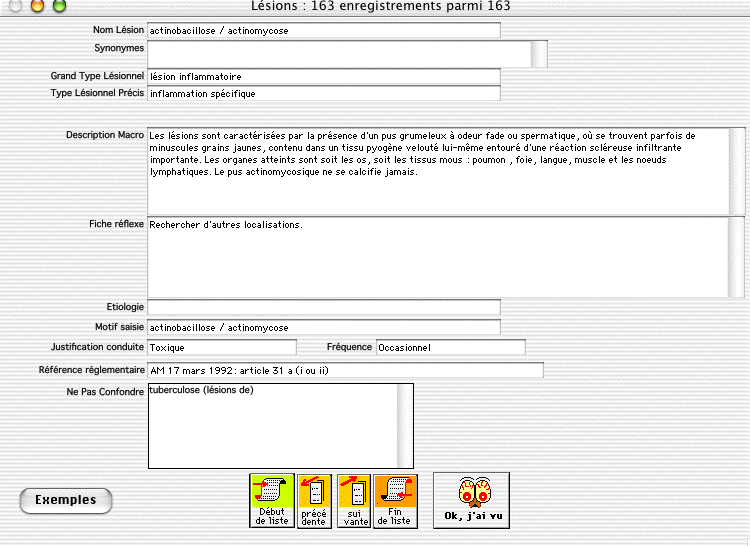 Lésions : 163 enregistrements parmi 163
Nom Lésion actinobacillose / actinomycose
Synonymes
Grand Type Lésionnel lésion inflammatoire
Type Lésionnel Précis inflammation spécifique
Description Macro Les lésions sont caractérisées par la présence d'un pus grumeleux à odeur fade ou spermatique, où se trouvent parfois de
minuscules grains jaunes, contenu dans un tissu pyogène velouté lui-même entouré d'une réaction scléreuse infiltrante
importante. Les organes atteints sont soit les os, soit les tissus mous : poumon , foie, langue, muscle et les noeuds
lymphatiques. Le pus actinomycosique ne se calcifie jamais.
Fiche réflexe Rechercher d'autres localisations.
Etiologie
Motif saisie actinobacillose / actinomycose
Justification conduite Toxique Fréquence Occasionnel
Référence réglementaire AM 17 mars 1992: article 31 a (i ou ii)
Ne Pas Confondre tuberculose (lésions de)
Exemples
Début
de liste
précé
dente
sui
vante
Fin
de liste
Ok, j'ai vu